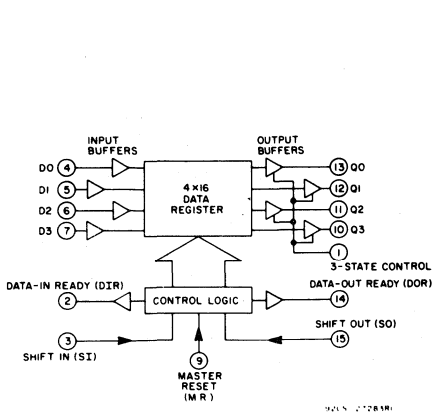 INPUT
BUFFERS
OUTPUT
BUFFERS
D0 4
13 Q0
D1 5
4×16
DATA
REGISTER
12 Q1
D2 6
11 Q2
D3 7
10 Q3
1
3-STATE CONTROL
DATA-IN READY (DIR)
2
CONTROL LOGIC
DATA-OUT READY (DOR)
14
3
SHIFT IN (SI)
SHIFT OUT (SO)
15
9
MASTER
RESET
(MR)